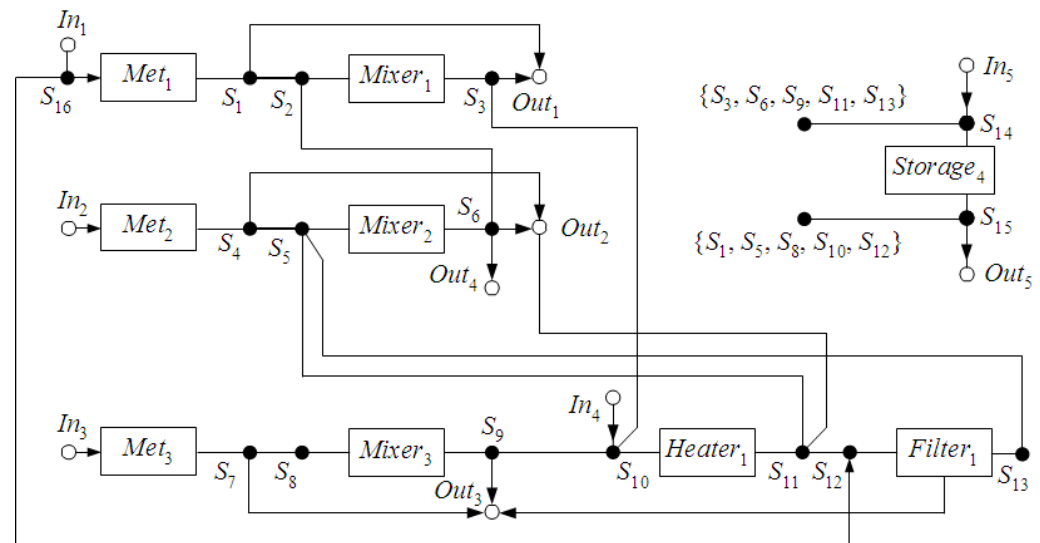 In₁
Met₁
Mixer₁
S₁₆
S₁
S₂
S₃
Out₁
In₅
{S₃, S₆, S₉, S₁₁, S₁₃}
S₁₄
Storage₄
In₂
Met₂
Mixer₂
S₆
S₄
S₅
Out₂
Out₄
S₁₅
{S₁, S₅, S₈, S₁₀, S₁₂}
Out₅
In₃
Met₃
Mixer₃
S₉
In₄
Heater₁
Filter₁
S₇
S₈
Out₃
S₁₀
S₁₁
S₁₂
S₁₃